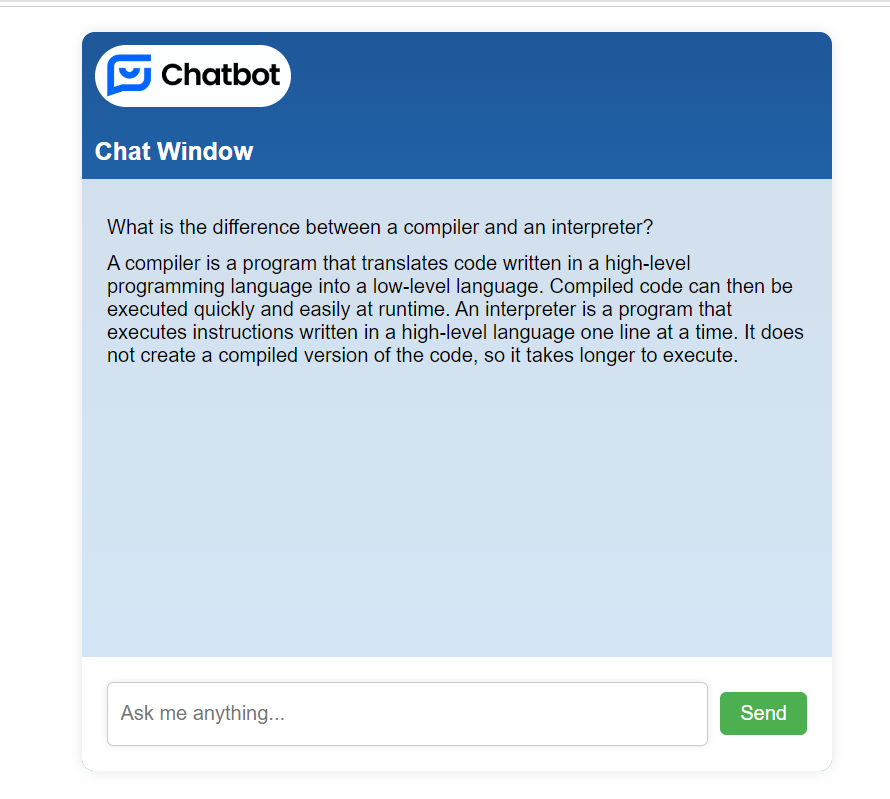 Chatbot
Chat Window
What is the difference between a compiler and an interpreter?
A compiler is a program that translates code written in a high-level
programming language into a low-level language. Compiled code can then be
executed quickly and easily at runtime. An interpreter is a program that
executes instructions written in a high-level language one line at a time. It does
not create a compiled version of the code, so it takes longer to execute.
Ask me anything...
Send